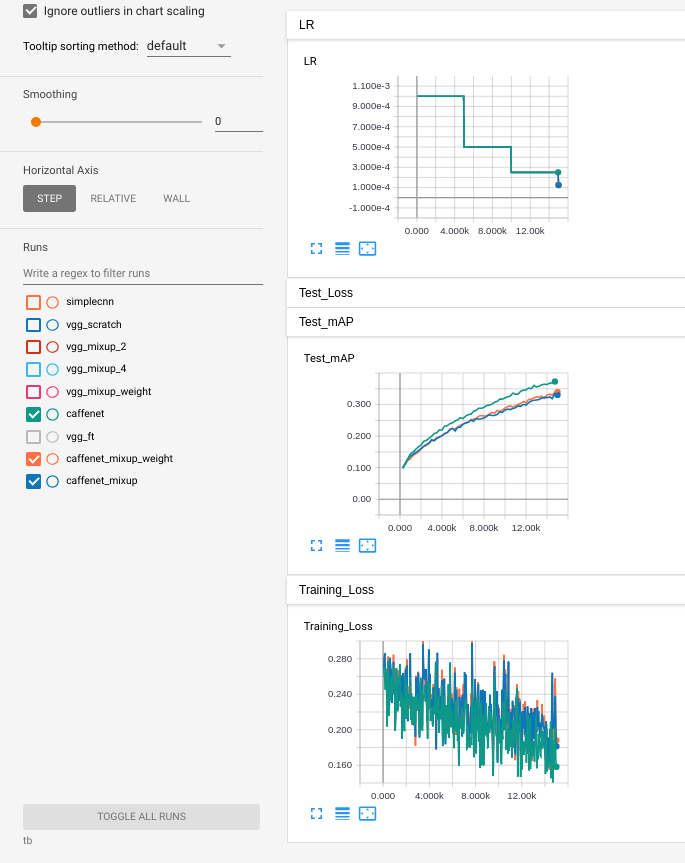 Ignore outliers in chart scaling
Tooltip sorting method: default
Smoothing
0
Horizontal Axis
STEP RELATIVE WALL
Runs
Write a regex to filter runs
simplecnn
vgg_scratch
vgg_mixup_2
vgg_mixup_4
vgg_mixup_weight
caffenet
vgg_ft
caffenet_mixup_weight
caffenet_mixup
TOGGLE ALL RUNS
tb
LR
LR
1.100e-3
9.000e-4
7.000e-4
5.000e-4
3.000e-4
1.000e-4
-1.000e-4
0.000 4.000k 8.000k 12.00k
Test_Loss
Test_mAP
Test_mAP
0.300
0.200
0.100
0.00
0.000 4.000k 8.000k 12.00k
Training_Loss
Training_Loss
0.280
0.240
0.200
0.160
0.000 4.000k 8.000k 12.00k